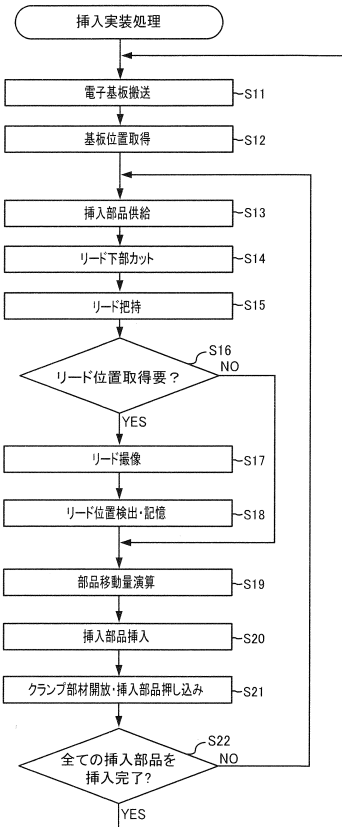 挿入実装処理
電子基板搬送
S11
基板位置取得
S12
挿入部品供給
S13
リード下部カット
S14
リード把持
S15
S16
リード位置取得要?
NO
YES
リード撮像
S17
リード位置検出・記憶
S18
部品移動量演算
S19
挿入部品挿入
S20
クランプ部材開放・挿入部品押し込み
S21
S22
全ての挿入部品を
挿入完了?
NO
YES